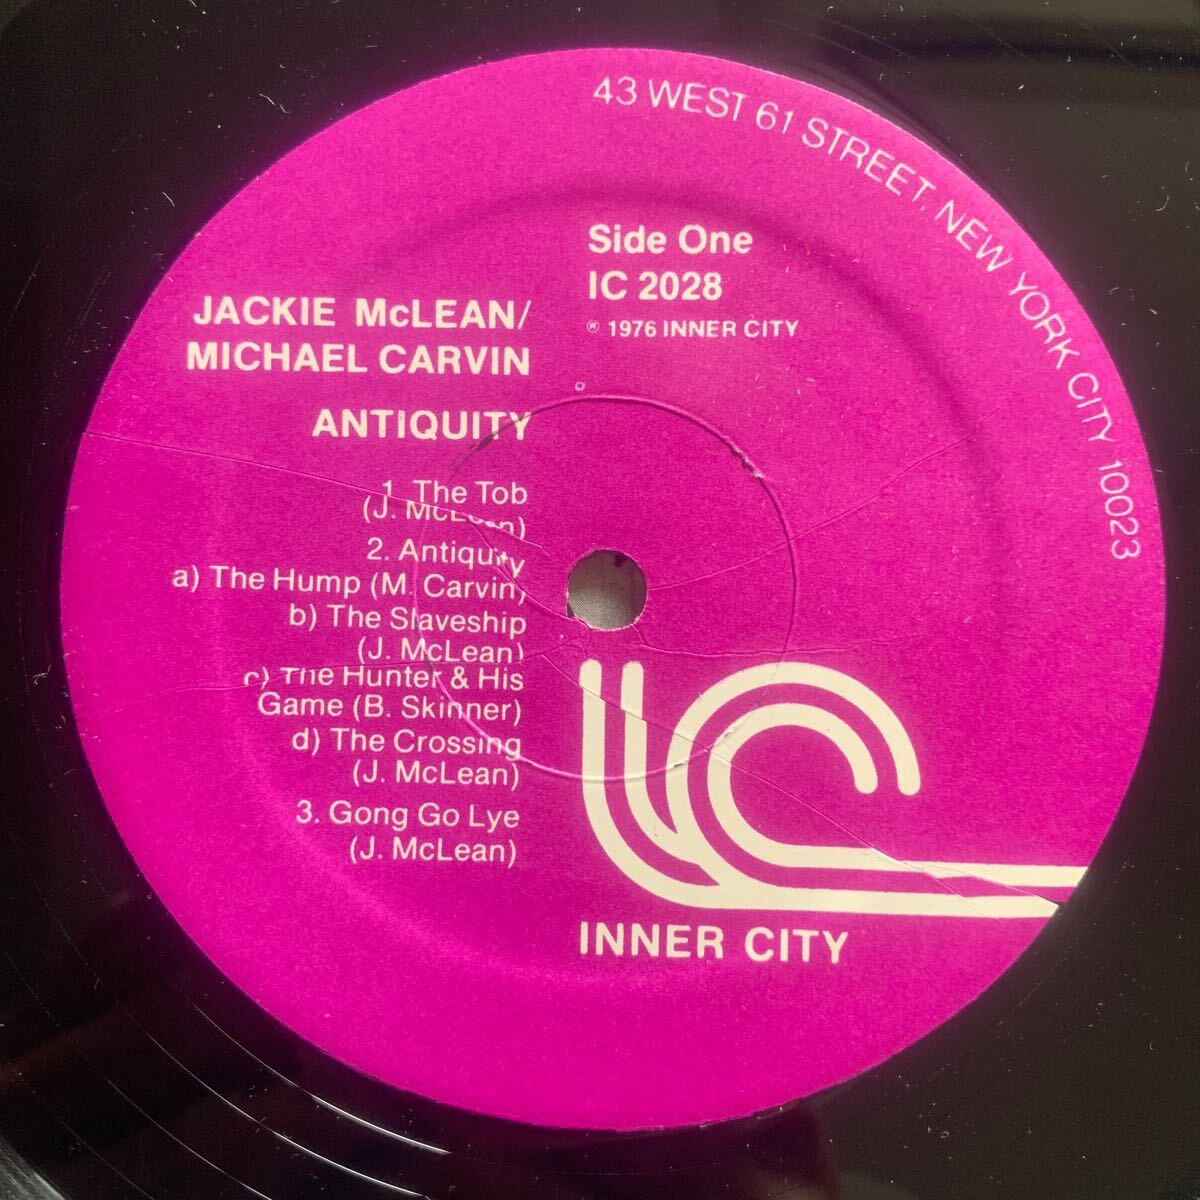 43 WEST 61 STREET, NEW YORK CITY 10023
Side One
IC 2028
℗ 1976 INNER CITY
JACKIE McLEAN/
MICHAEL CARVIN
ANTIQUITY
1. The Tob
(J. McLean)
2. Antiquity
a) The Hump (M. Carvin)
b) The Slaveship
(J. McLean)
c) The Hunter & His
Game (B. Skinner)
d) The Crossing
(J. McLean)
3. Gong Go Lye
(J. McLean)
INNER CITY